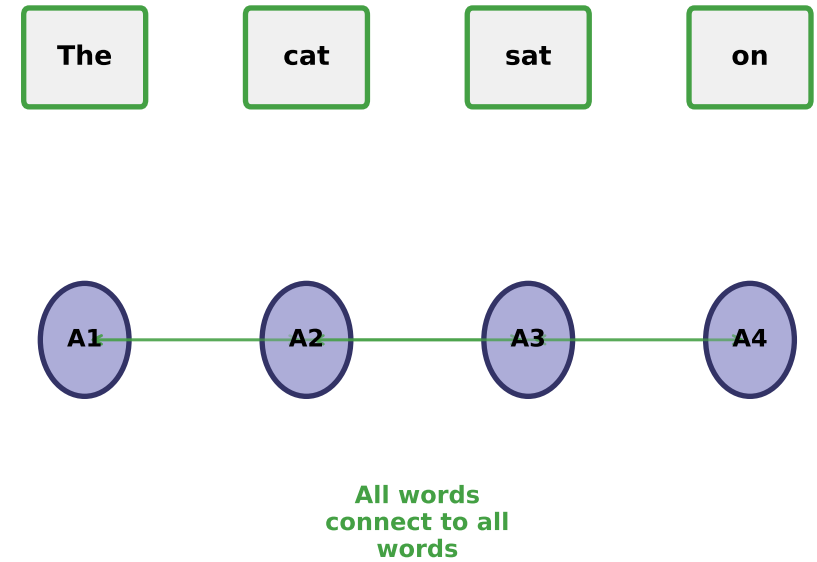 The cat sat on
A1 A2 A3 A4
All words
connect to all
words